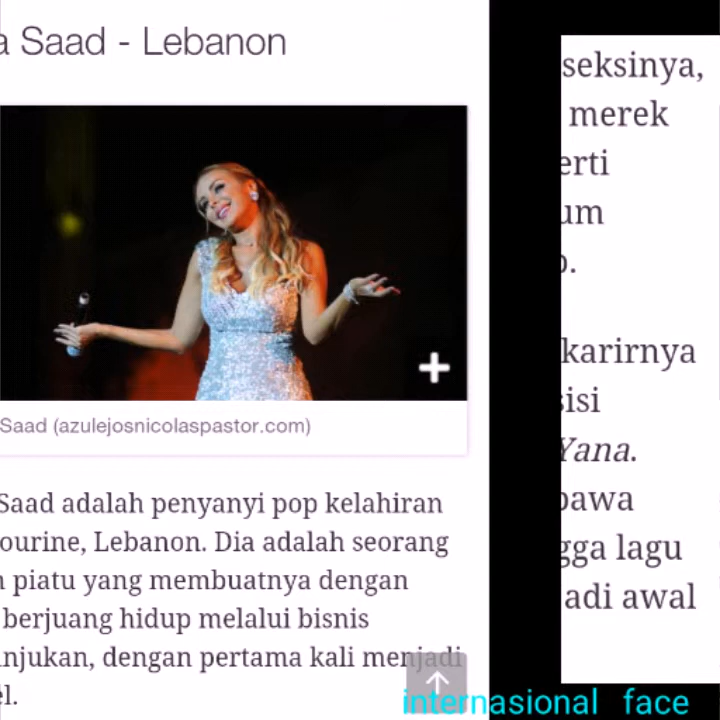 a Saad - Lebanon
Saad (azulejosnicolaspastor.com)
Saad adalah penyanyi pop kelahiran
ourine, Lebanon. Dia adalah seorang
piatu yang membuatnya dengan
berjuang hidup melalui bisnis
njukan, dengan pertama kali menjadi
el.
seksinya,
merek
erti
um
karirnya
isi
Yana.
bawa
gga lagu
adi awal
internasional face